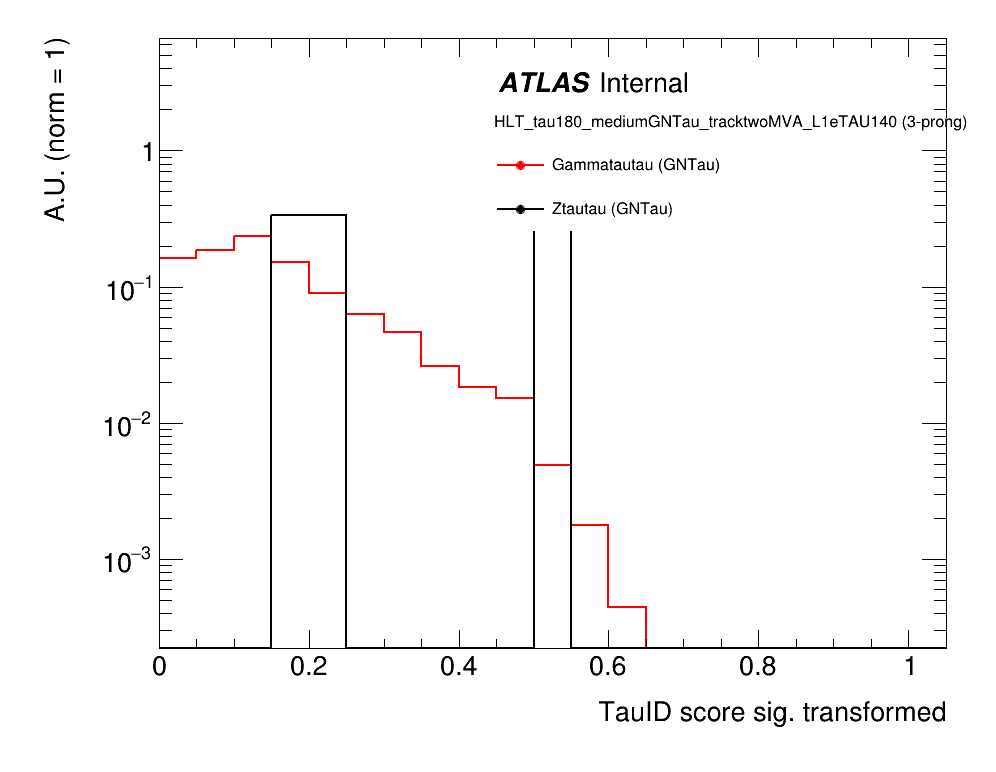 A.U. (norm = 1)
ATLAS Internal
HLT_tau180_mediumGNTau_tracktwoMVA_L1eTAU140 (3-prong)
Gammatautau (GNTau)
Ztautau (GNTau)
1
10⁻¹
10⁻²
10⁻³
0 0.2 0.4 0.6 0.8 1
TauID score sig. transformed